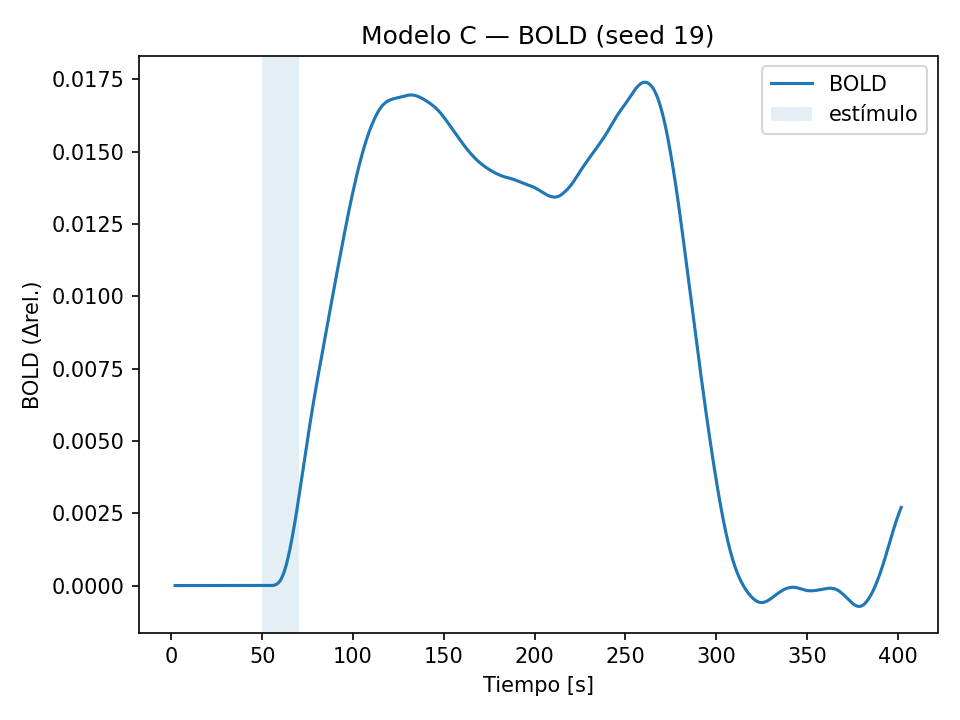 Modelo C — BOLD (seed 19)
BOLD
estímulo
BOLD (Δrel.)
0.0175
0.0150
0.0125
0.0100
0.0075
0.0050
0.0025
0.0000
0 50 100 150 200 250 300 350 400
Tiempo [s]